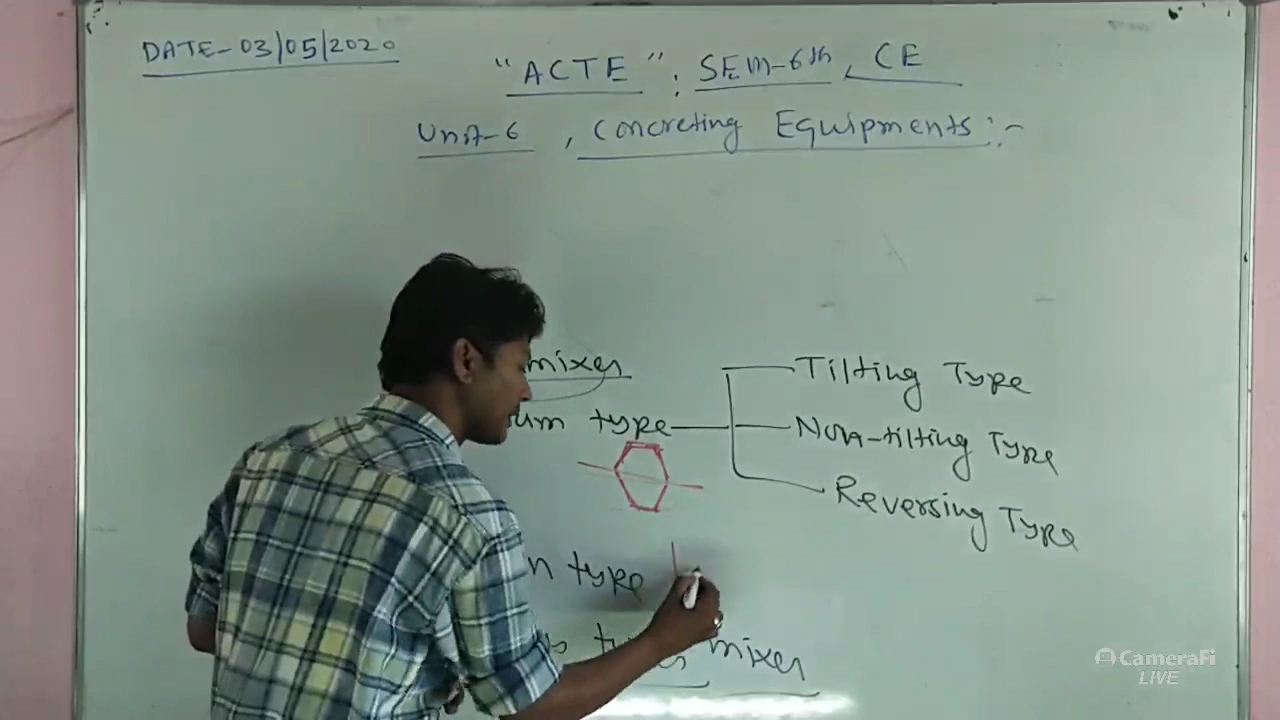 DATE-03/05/2020
"ACTE", SEM-6th, CE
Unit-6, Concreting Equipments:-
mixer
um type
Tilting Type
Non-tilting Type
Reversing Type
n type
mixer
CameraFi
LIVE